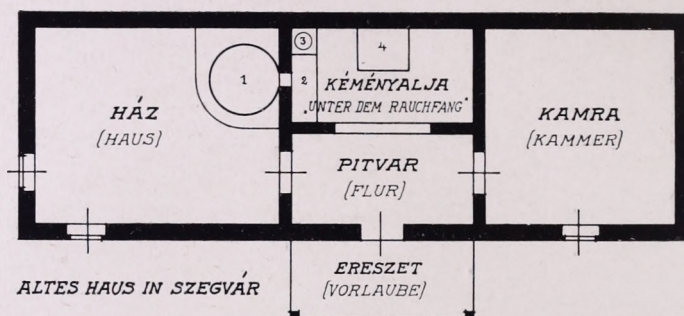 3
4
1
2
KÉMÉNYALJA
„UNTER DEM RAUCHFANG"
HÁZ
(HAUS)
KAMRA
(KAMMER)
PITVAR
(FLUR)
ERESZET
(VORLAUBE)
ALTES HAUS IN SZEGVÁR